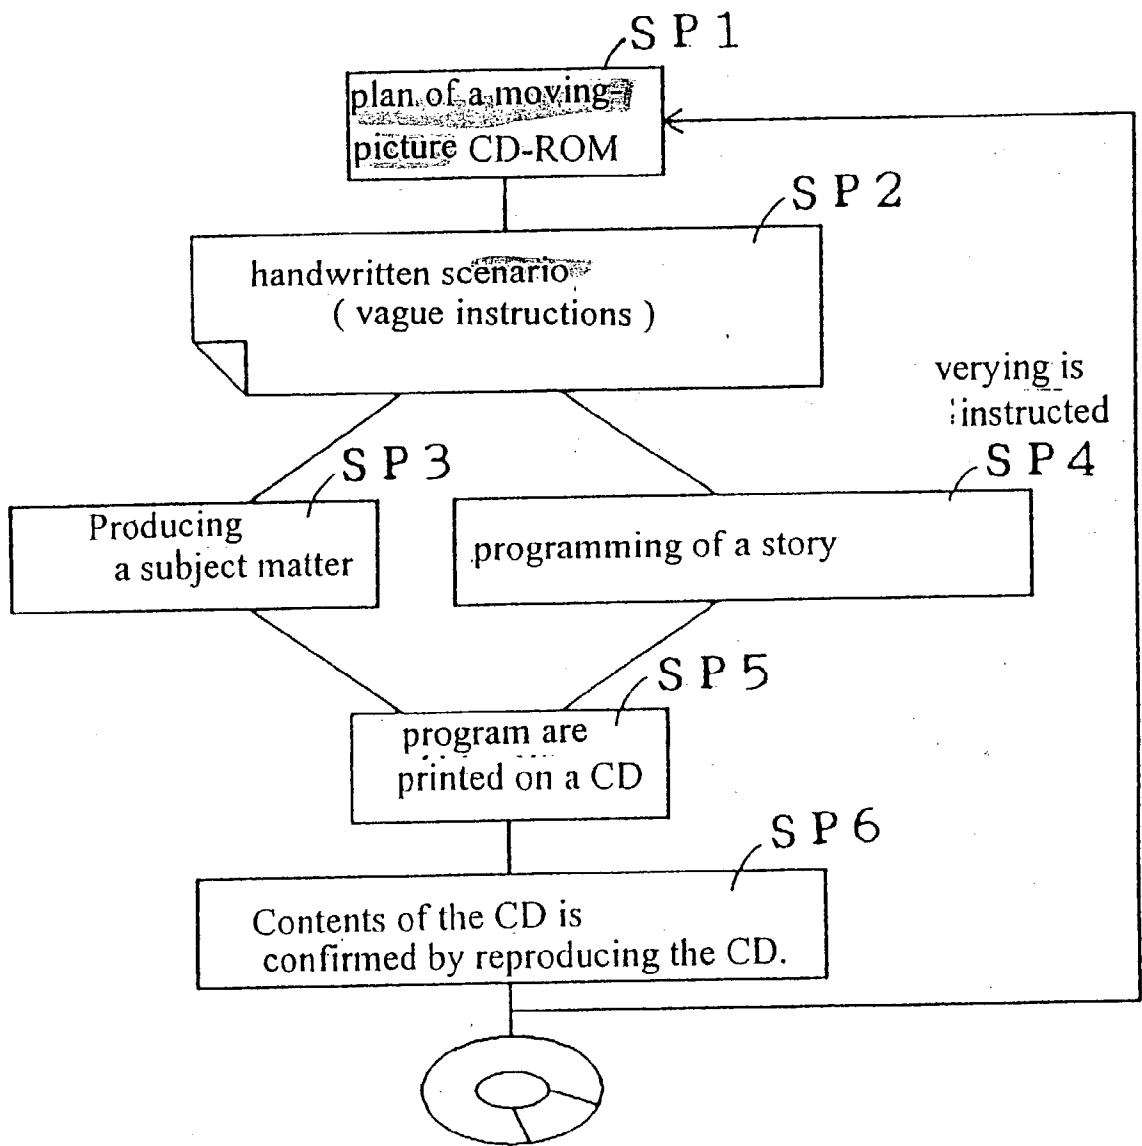 SP1
plan of a moving-
picture CD-ROM
SP2
handwritten scenario
( vague instructions )
verying is
instructed
SP3
SP4
Producing
a subject matter
programming of a story
SP5
program are
printed on a CD
SP6
Contents of the CD is
confirmed by reproducing the CD.